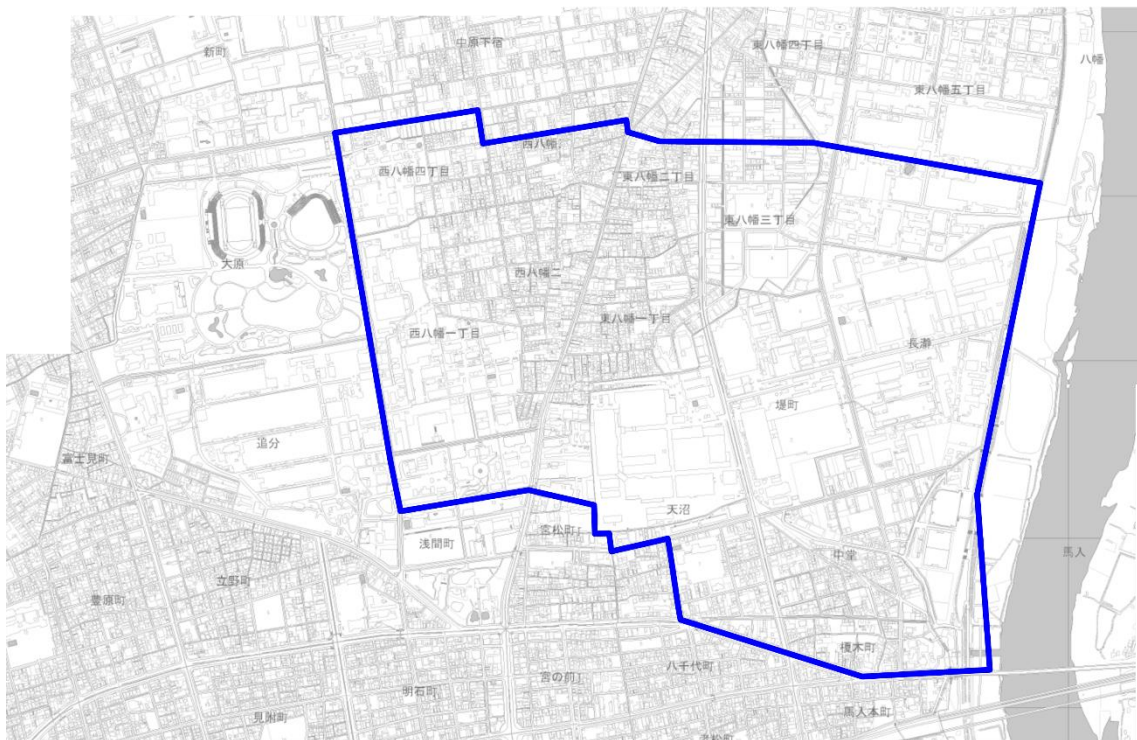 新町
中原下宿
東八幡四丁目
八幡
東八幡五丁目
西八幡四丁目
西八幡
東八幡二丁目
東八幡三丁目
大原
西八幡二
東八幡一丁目
西八幡一丁目
長瀞
堤町
追分
富士見町
天沼
宮松町
浅間町
中堂
馬入
立野町
豊原町
榎木町
八千代町
宮の前
明石町
見附町
馬入本町